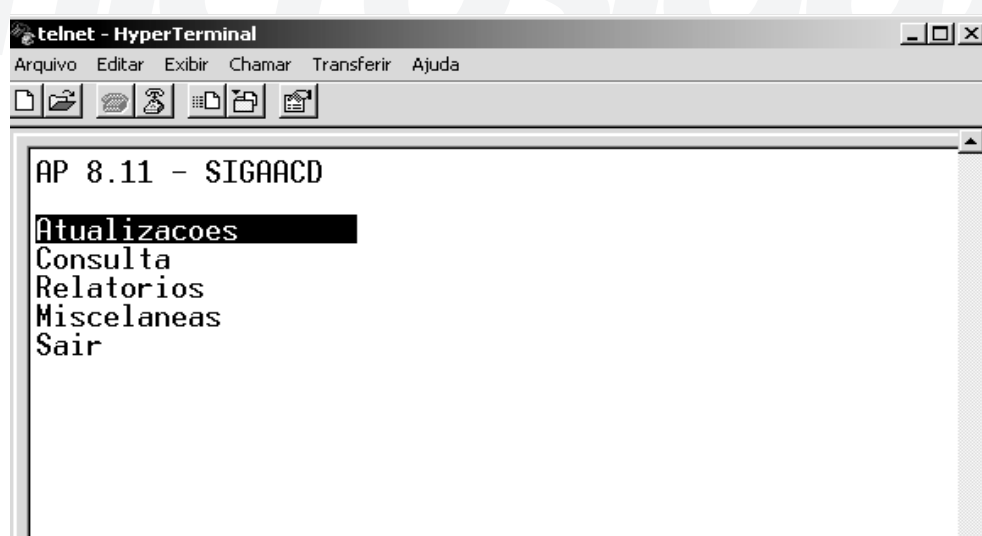 telnet - HyperTerminal
Arquivo Editar Exibir Chamar Transferir Ajuda
AP 8.11 - SIGAACD
Atualizacoes
Consulta
Relatorios
Miscelaneas
Sair